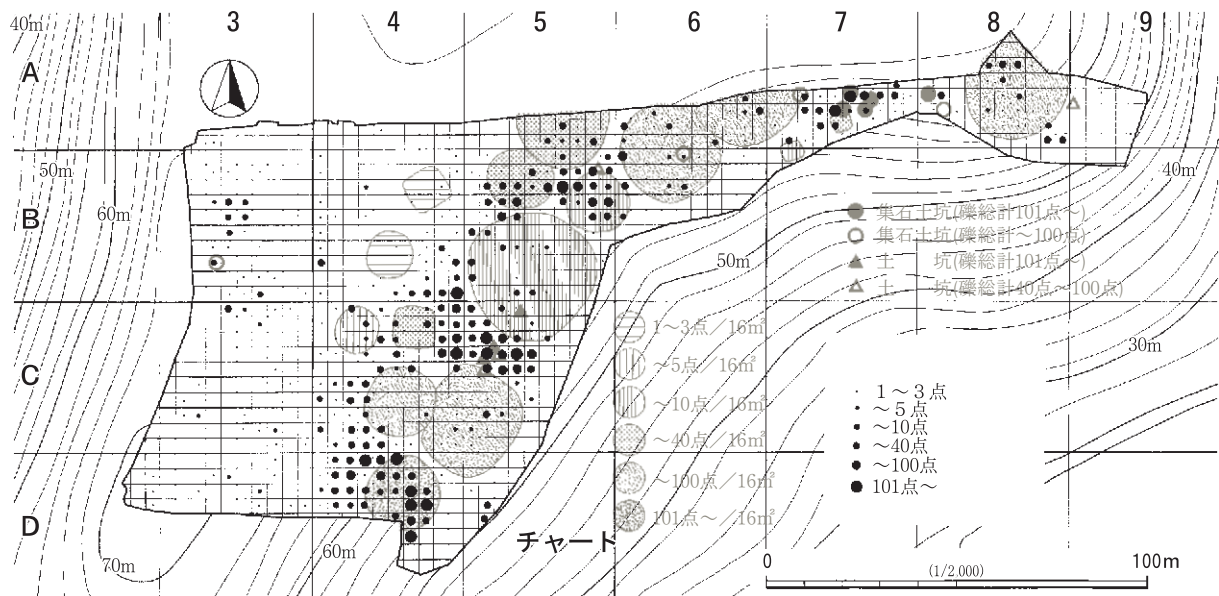 40m
3 4 5 6 7 8 9
A
B
C
D
50m
60m
40m
50m
30m
集石土坑(礫総計101点～)
集石土坑(礫総計～100点)
土 坑(礫総計101点～)
土 坑(礫総計40点～100点)
1～3点／16㎡
～5点／16㎡
～10点／16㎡
～40点／16㎡
～100点／16㎡
101点～／16㎡
1～3点
～5点
～10点
～40点
～100点
101点～
チャート
70m
60m
0 100m
(1/2,000)